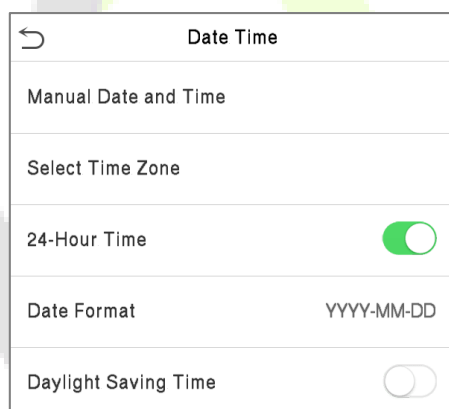 Date Time
Manual Date and Time
Select Time Zone
24-Hour Time
Date Format YYYY-MM-DD
Daylight Saving Time